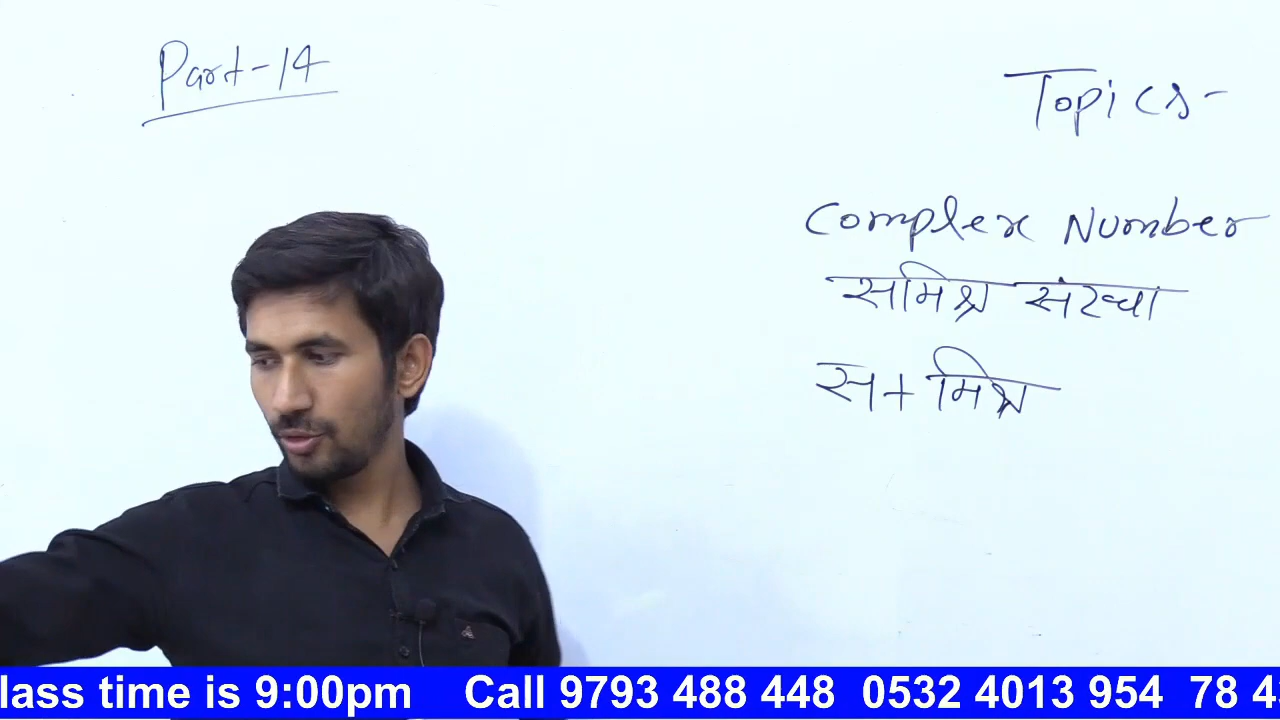 Part-14
Topics-
Complex Number
समिश्र संख्या
स+मिश्र
lass time is 9:00pm Call 9793 488 448 0532 4013 954 78 4